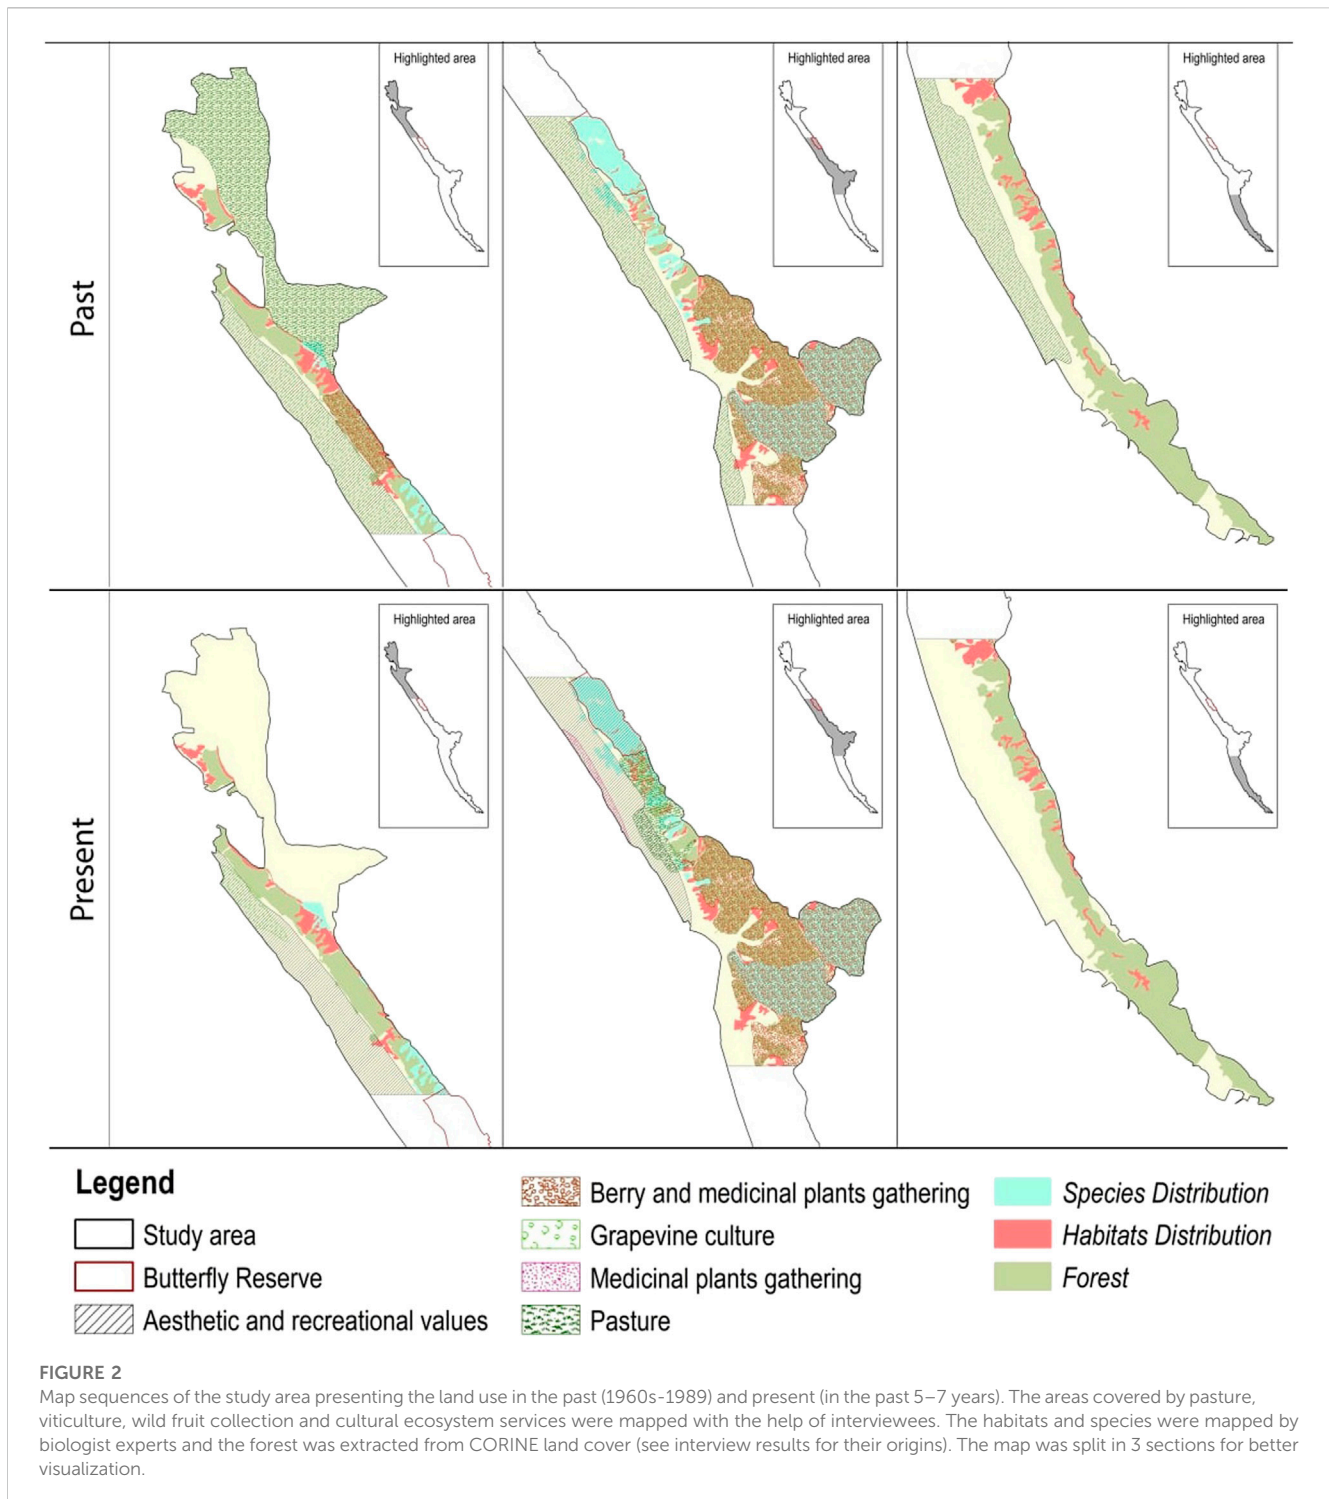 Past
Highlighted area
Highlighted area
Highlighted area
Present
Highlighted area
Highlighted area
Highlighted area
Legend
Study area
Butterfly Reserve
Aesthetic and recreational values
Berry and medicinal plants gathering
Grapevine culture
Medicinal plants gathering
Pasture
Species Distribution
Habitats Distribution
Forest
FIGURE 2
Map sequences of the study area presenting the land use in the past (1960s-1989) and present (in the past 5–7 years). The areas covered by pasture,
viticulture, wild fruit collection and cultural ecosystem services were mapped with the help of interviewees. The habitats and species were mapped by
biologist experts and the forest was extracted from CORINE land cover (see interview results for their origins). The map was split in 3 sections for better
visualization.